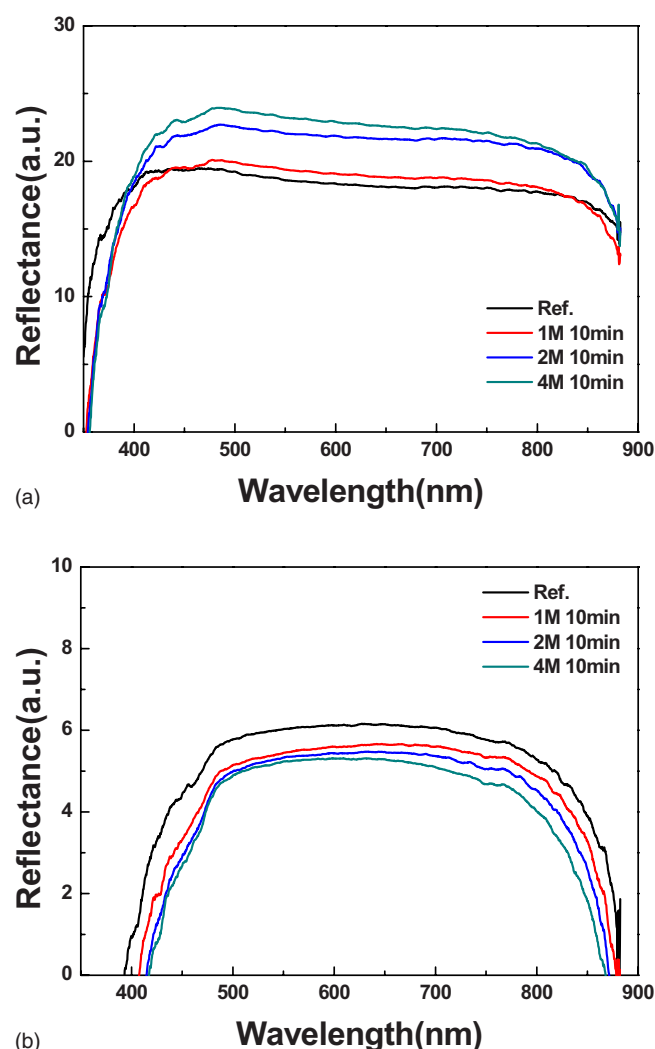 30
20
10
0
Reflectance(a.u.)
Ref.
1M 10min
2M 10min
4M 10min
400 500 600 700 800 900
Wavelength(nm)
(a)
10
8
6
4
2
0
Reflectance(a.u.)
Ref.
1M 10min
2M 10min
4M 10min
400 500 600 700 800 900
Wavelength(nm)
(b)